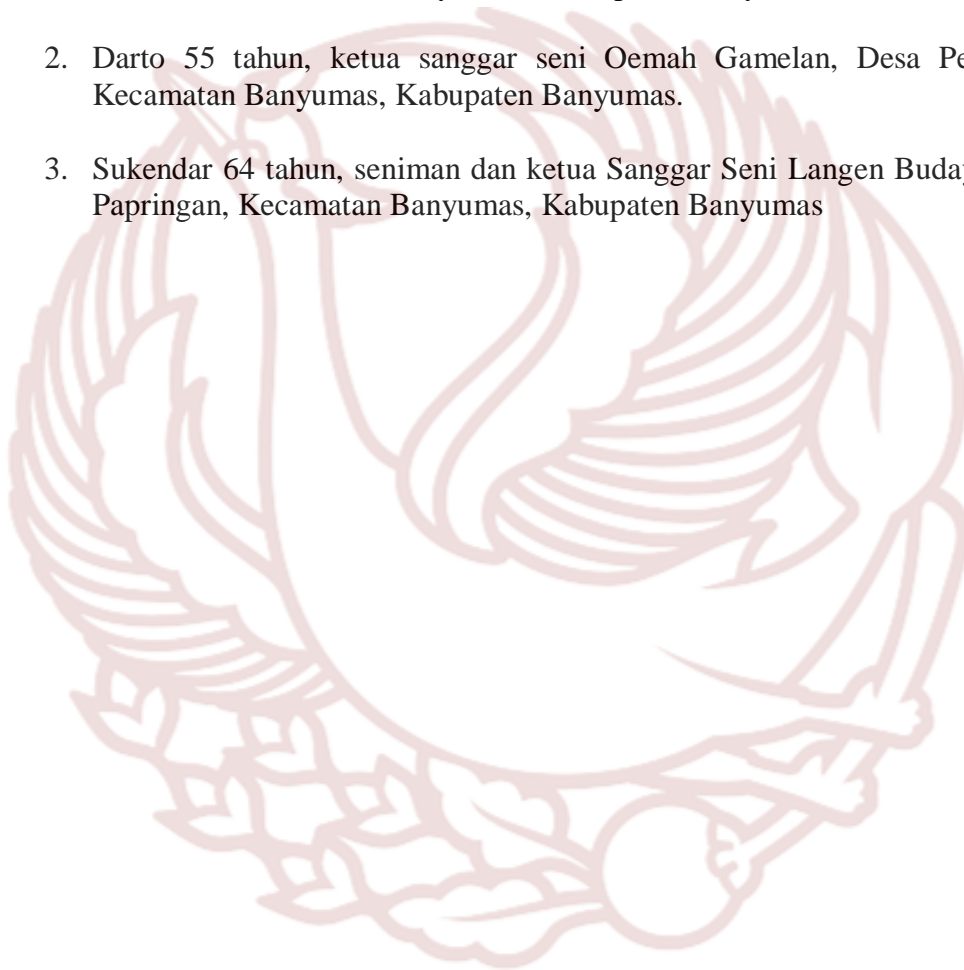 2. Darto 55 tahun, ketua sanggar seni Oemah Gamelan, Desa
Kecamatan Banyumas, Kabupaten Banyumas.
3. Sukendar 64 tahun, seniman dan ketua Sanggar Seni Langen
Papringan, Kecamatan Banyumas, Kabupaten Banyumas